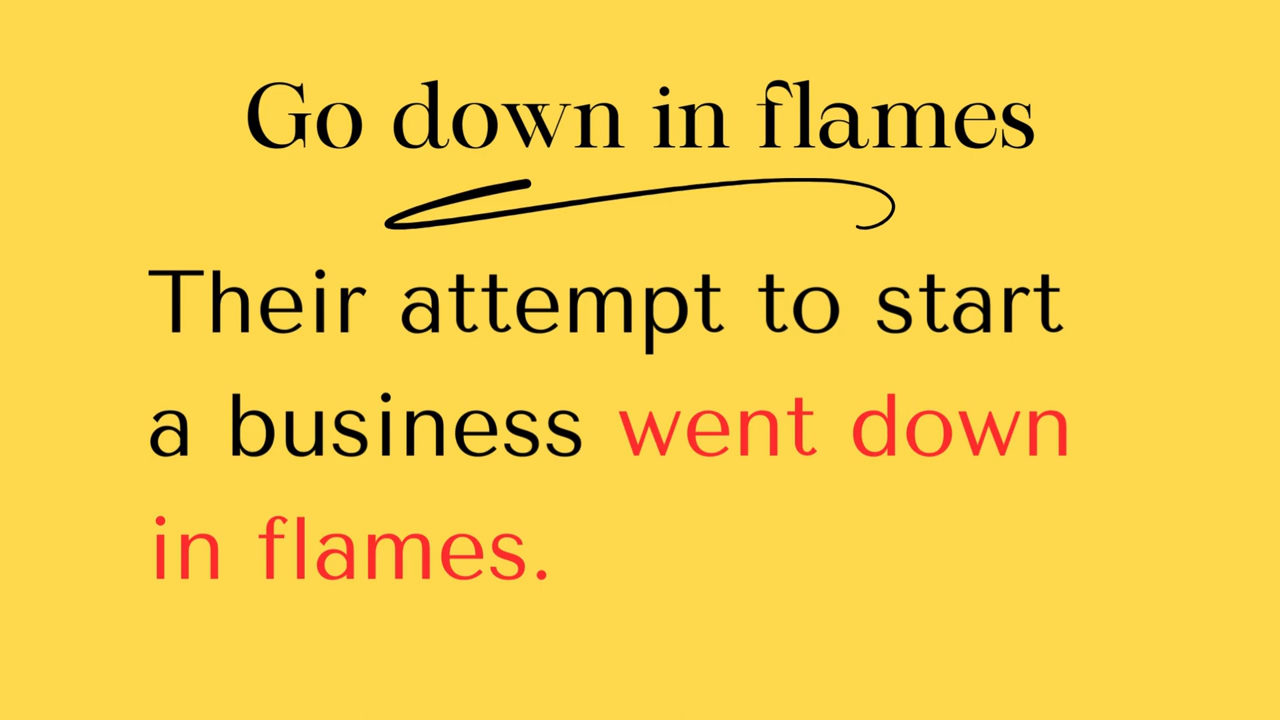 Go down in flames
Their attempt to start
a business went down
in flames.